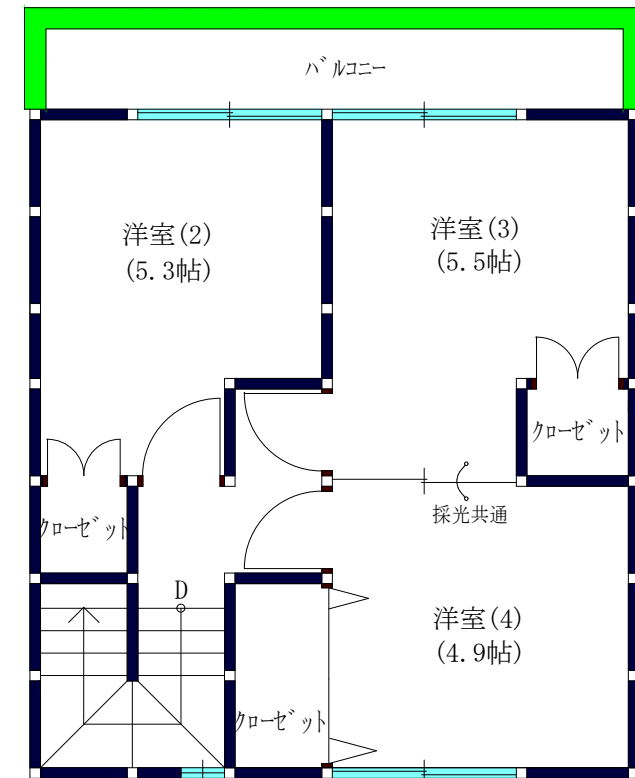 バルコニー
洋室(2)
(5.3帖)
洋室(3)
(5.5帖)
クローゼット
クローゼット
採光共通
D
洋室(4)
(4.9帖)
クローゼット